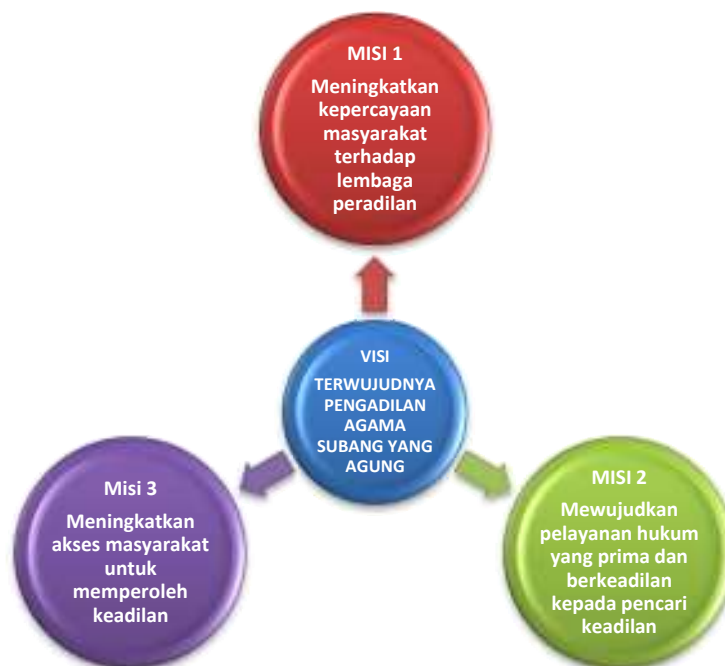 MISI 1
Meningkatkan
kepercayaan
masyarakat
terhadap
lembaga
peradilan
VISI
TERWUJUDNYA
PENGADILAN
AGAMA
SUBANG YANG
AGUNG
Misi 3
Meningkatkan
akses masyarakat
untuk
memperoleh
keadilan
MISI 2
Mewujudkan
pelayanan hukum
yang prima dan
berkeadilan
kepada pencari
keadilan